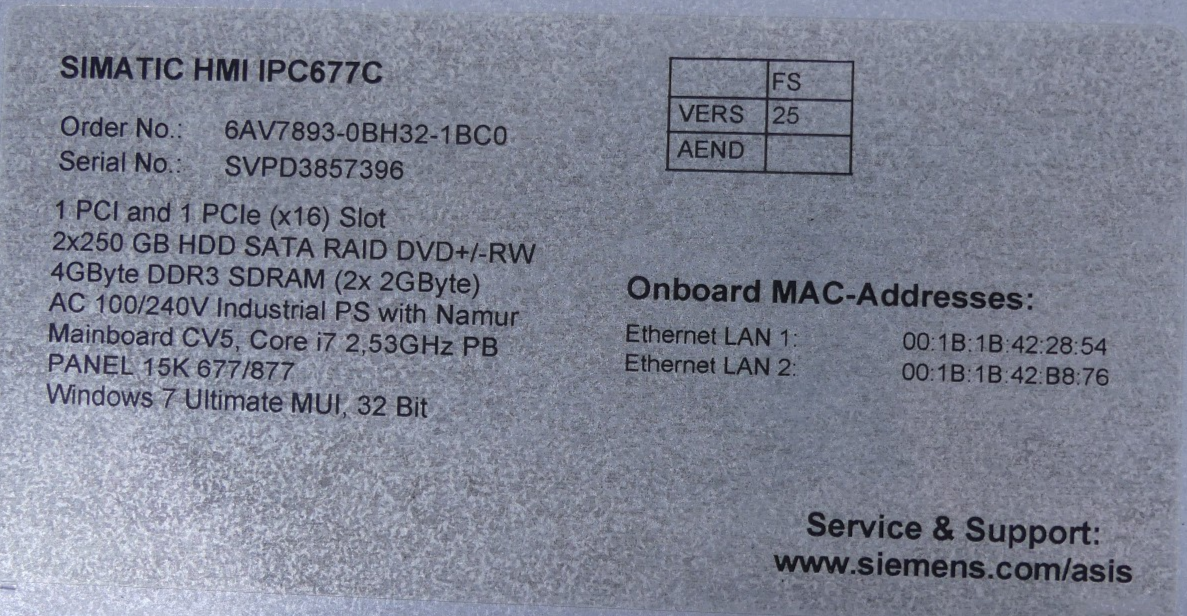 SIMATIC HMI IPC677C
Order No.: 6AV7893-0BH32-1BC0
Serial No.: SVPD3857396
1 PCI and 1 PCIe (x16) Slot
2x250 GB HDD SATA RAID DVD+/-RW
4GByte DDR3 SDRAM (2x 2GByte)
AC 100/240V Industrial PS with Namur
Mainboard CV5, Core i7 2,53GHz PB
PANEL 15K 677/877
Windows 7 Ultimate MUI, 32 Bit
FS
VERS 25
AEND
Onboard MAC-Addresses:
Ethernet LAN 1: 00:1B:1B:42:28:54
Ethernet LAN 2: 00:1B:1B:42:B8:76
Service & Support:
www.siemens.com/asis